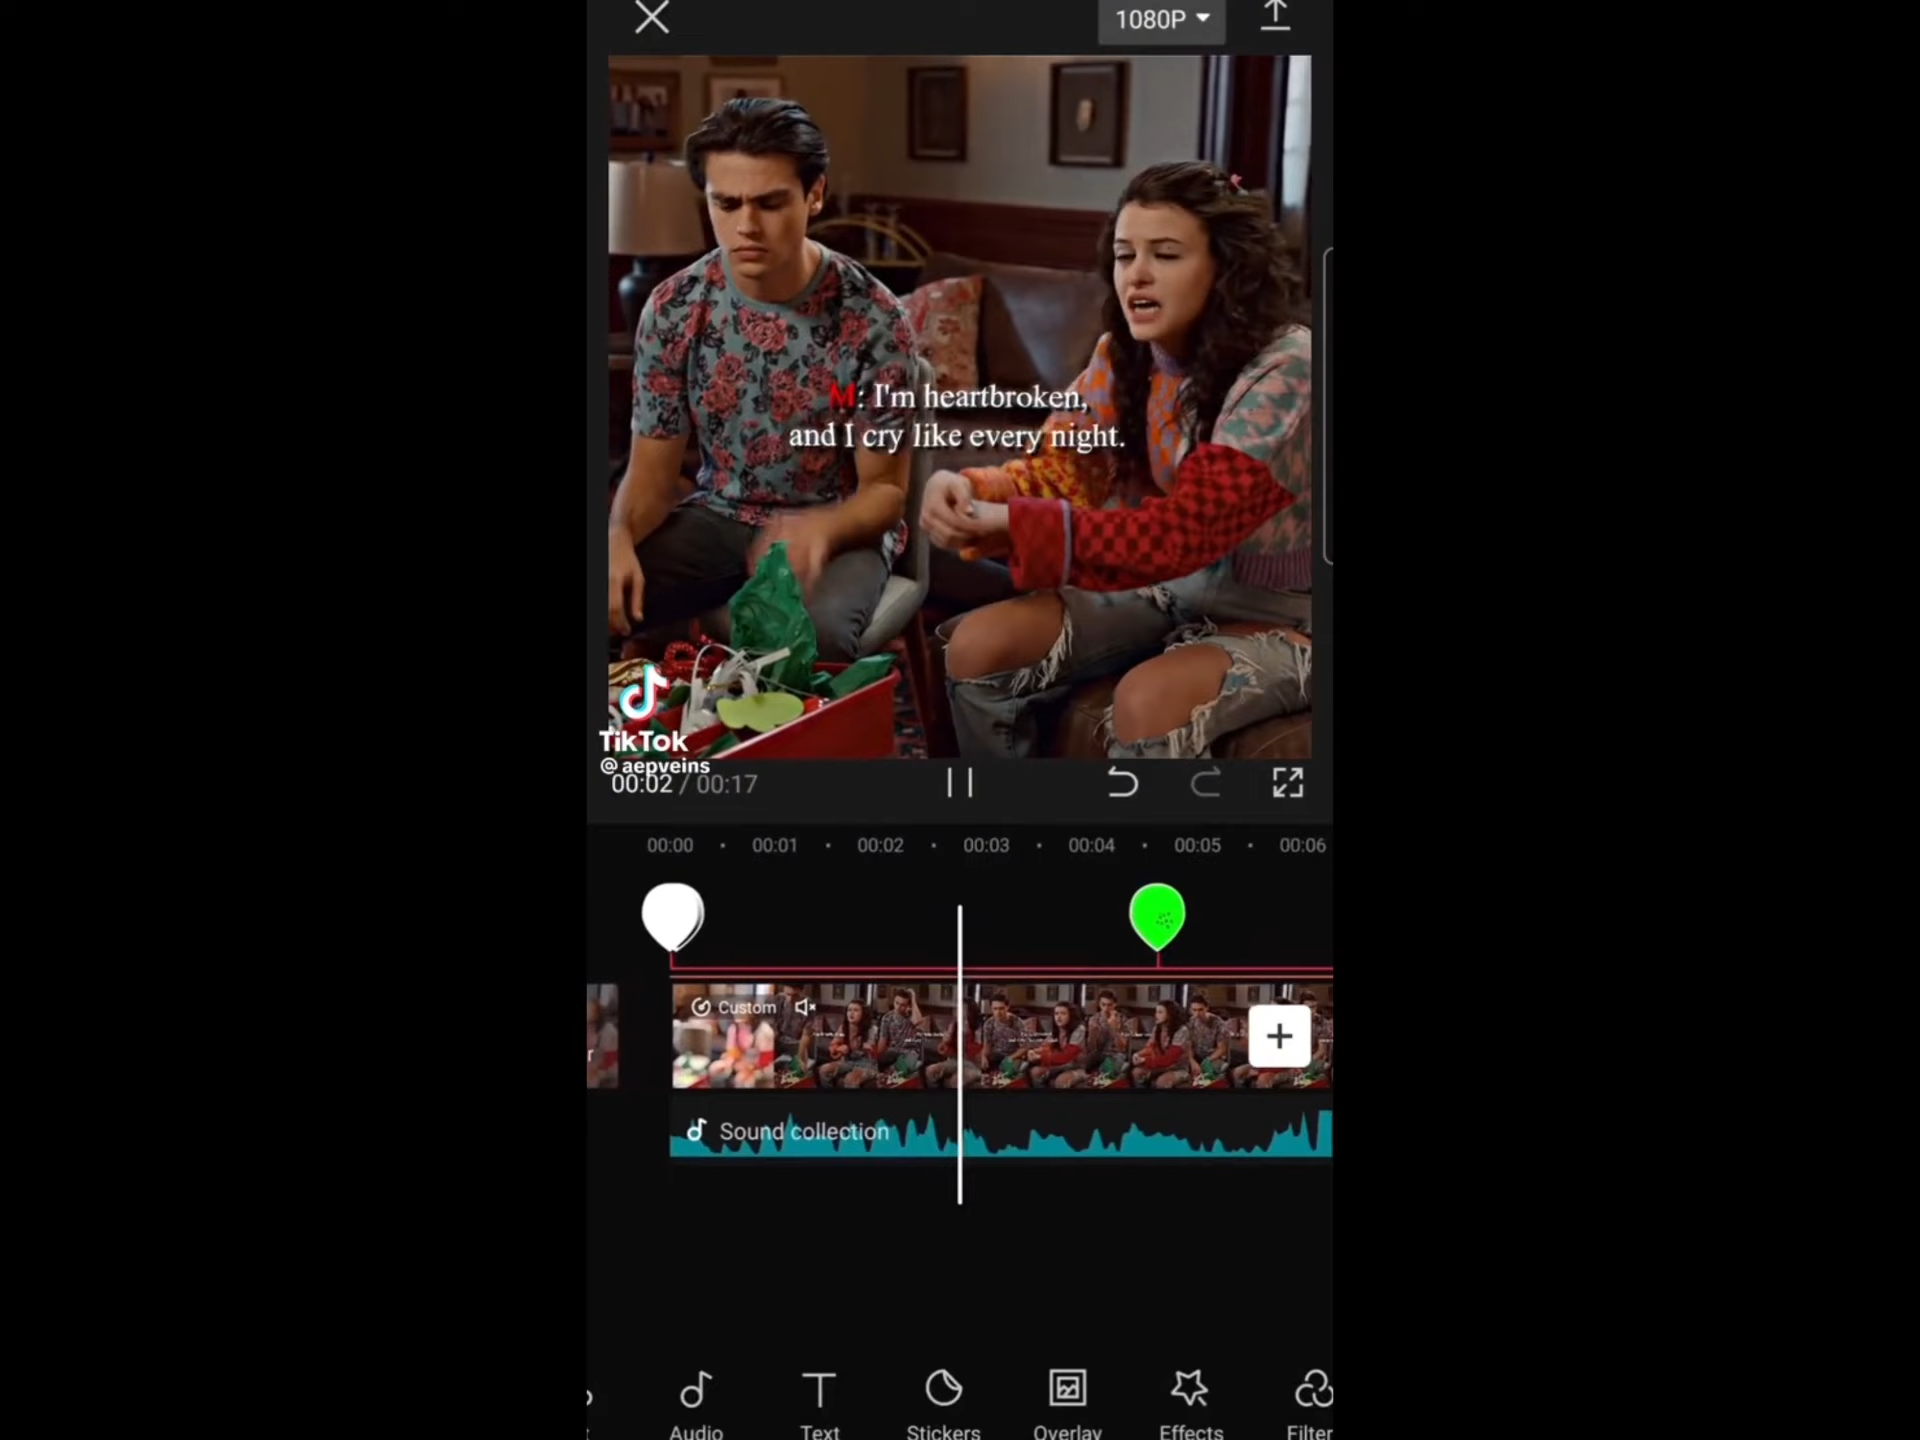 1080P
M: I'm heartbroken,
and I cry like every night.
TikTok
@aepveins
00:02 / 00:17
00:00 00:01 00:02 00:03 00:04 00:05 00:06
Custom
r
Sound collection
Audio Text Stickers Overlay Effects Filter